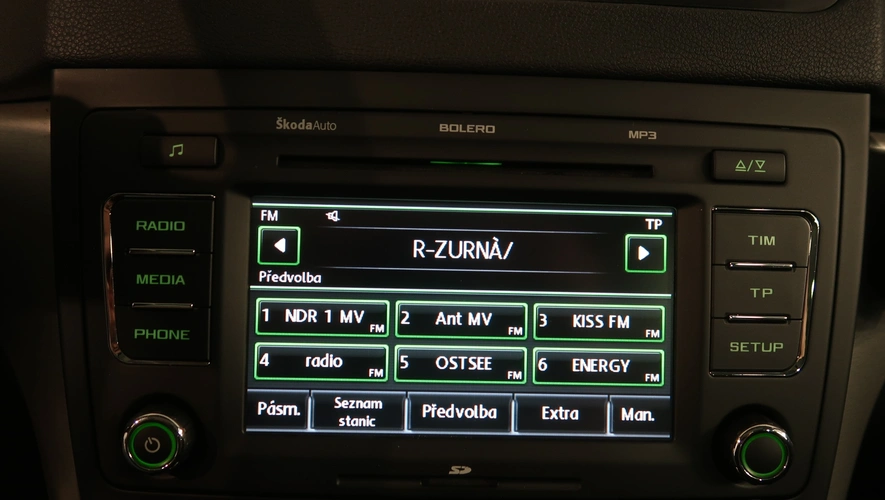 ŠkodaAuto BOLERO MP3
RADIO
MEDIA
PHONE
FM TP
R-ZURNÀ/
Předvolba
1 NDR 1 MV FM 2 Ant MV FM 3 KISS FM FM
4 radio FM 5 OSTSEE FM 6 ENERGY FM
Pásm. Seznam stanic Předvolba Extra Man.
TIM
TP
SETUP
SD